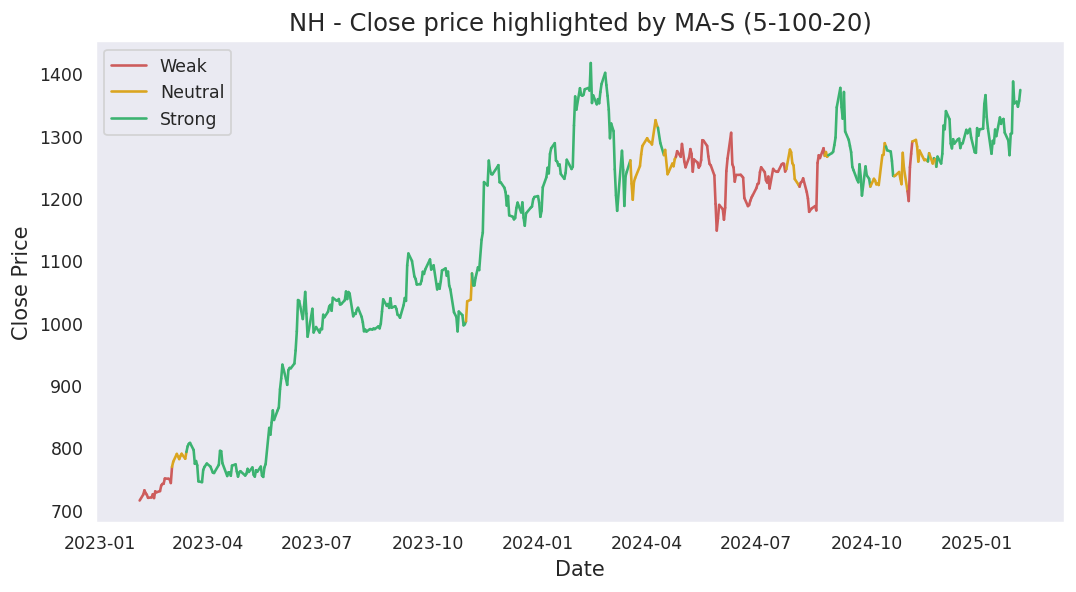 NH - Close price highlighted by MA-S (5-100-20)
Weak
Neutral
Strong
Close Price
1400
1300
1200
1100
1000
900
800
700
2023-01 2023-04 2023-07 2023-10 2024-01 2024-04 2024-07 2024-10 2025-01
Date